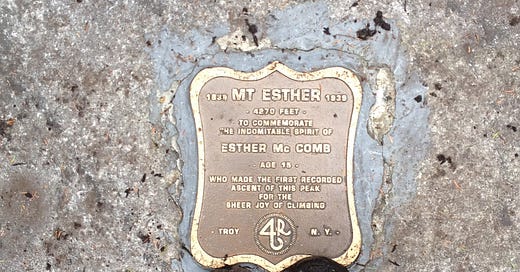 1839 MT ESTHER 1939
- 4270 FEET -
TO COMMEMORATE
THE INDOMITABLE SPIRIT OF
ESTHER Mc COMB
- AGE 15 -
WHO MADE THE FIRST RECORDED
ASCENT OF THIS PEAK
FOR THE
SHEER JOY OF CLIMBING
- TROY 4R N. Y. -